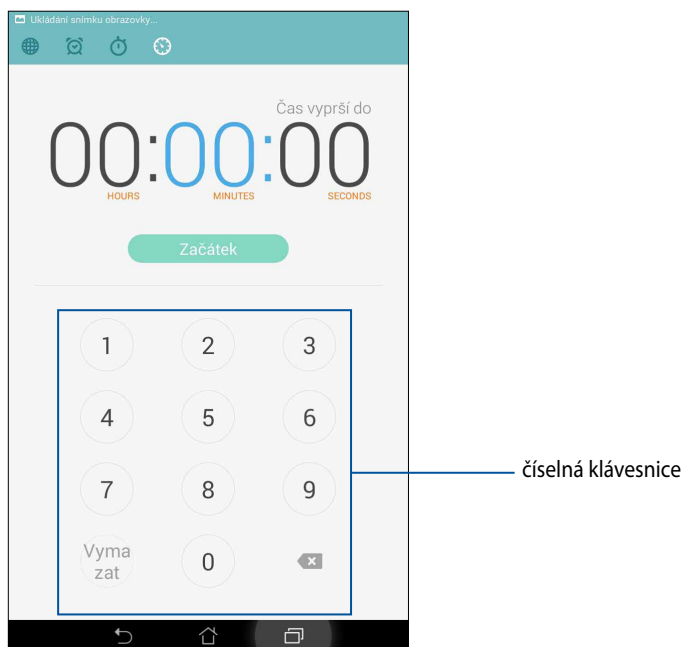 Ukládání snímku obrazovky...
Čas vyprší do
00:00:00
HOURS MINUTES SECONDS
Začátek
1 2 3
4 5 6
číselná klávesnice
7 8 9
Vyma
zat
0